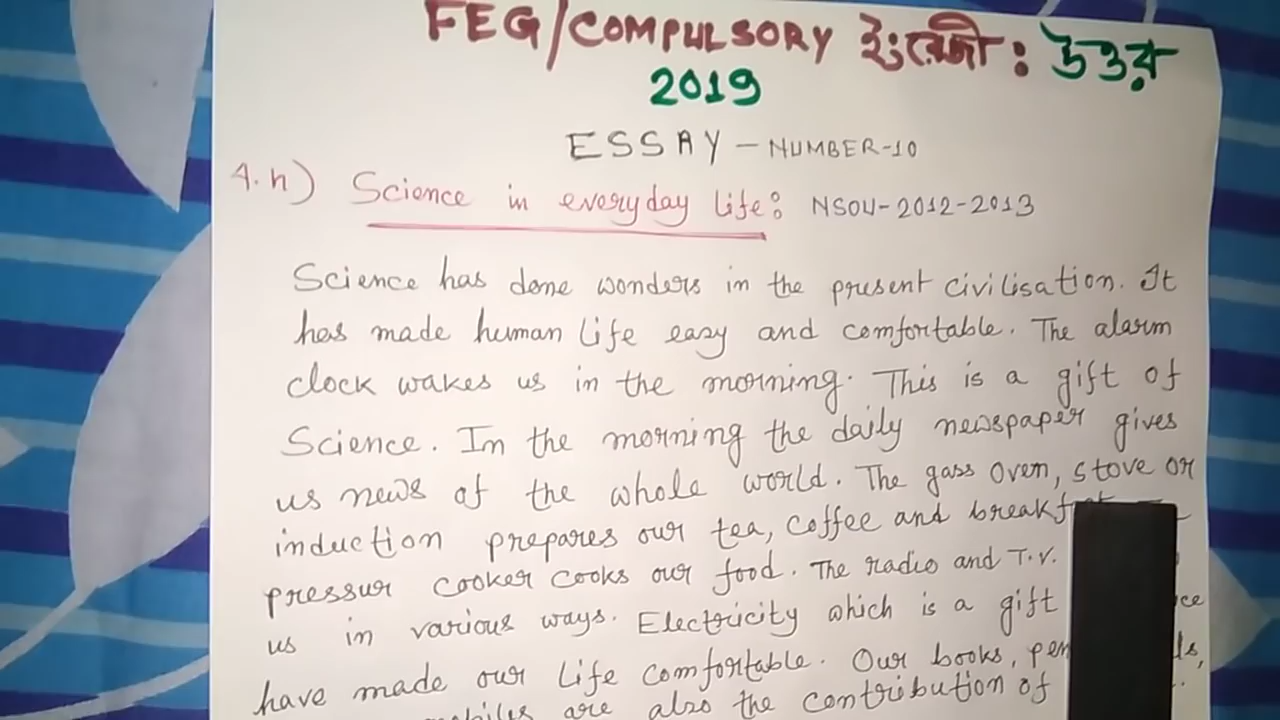 FEG/COMPULSORY ইংরেজী : উত্তর
2019
ESSAY - NUMBER-10
4.h) Science in everyday life: NSOU-2012-2013
Science has done wonders in the present civilisation. It
has made human life easy and comfortable. The alarm
clock wakes us in the morning. This is a gift of
Science. In the morning the daily newspaper gives
us news of the whole world. The gass oven, stove or
induction prepares our tea, coffee and
pressur cooker cooks our food. The radio and T.V.
us in various ways. Electricity which is a gift
have made our life comfortable. Our books,
are also the contribution of